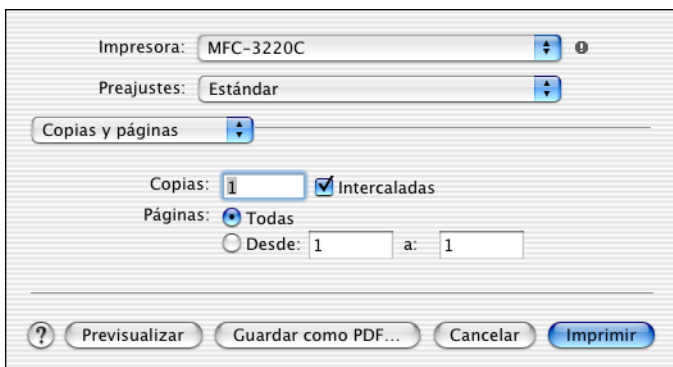 Impresora: MFC-3220C
Preajustes: Estándar
Copias y páginas
Copias: 1 Intercaladas
Páginas: Todas
Desde: 1 a: 1
? Previsualizar Guardar como PDF... Cancelar Imprimir